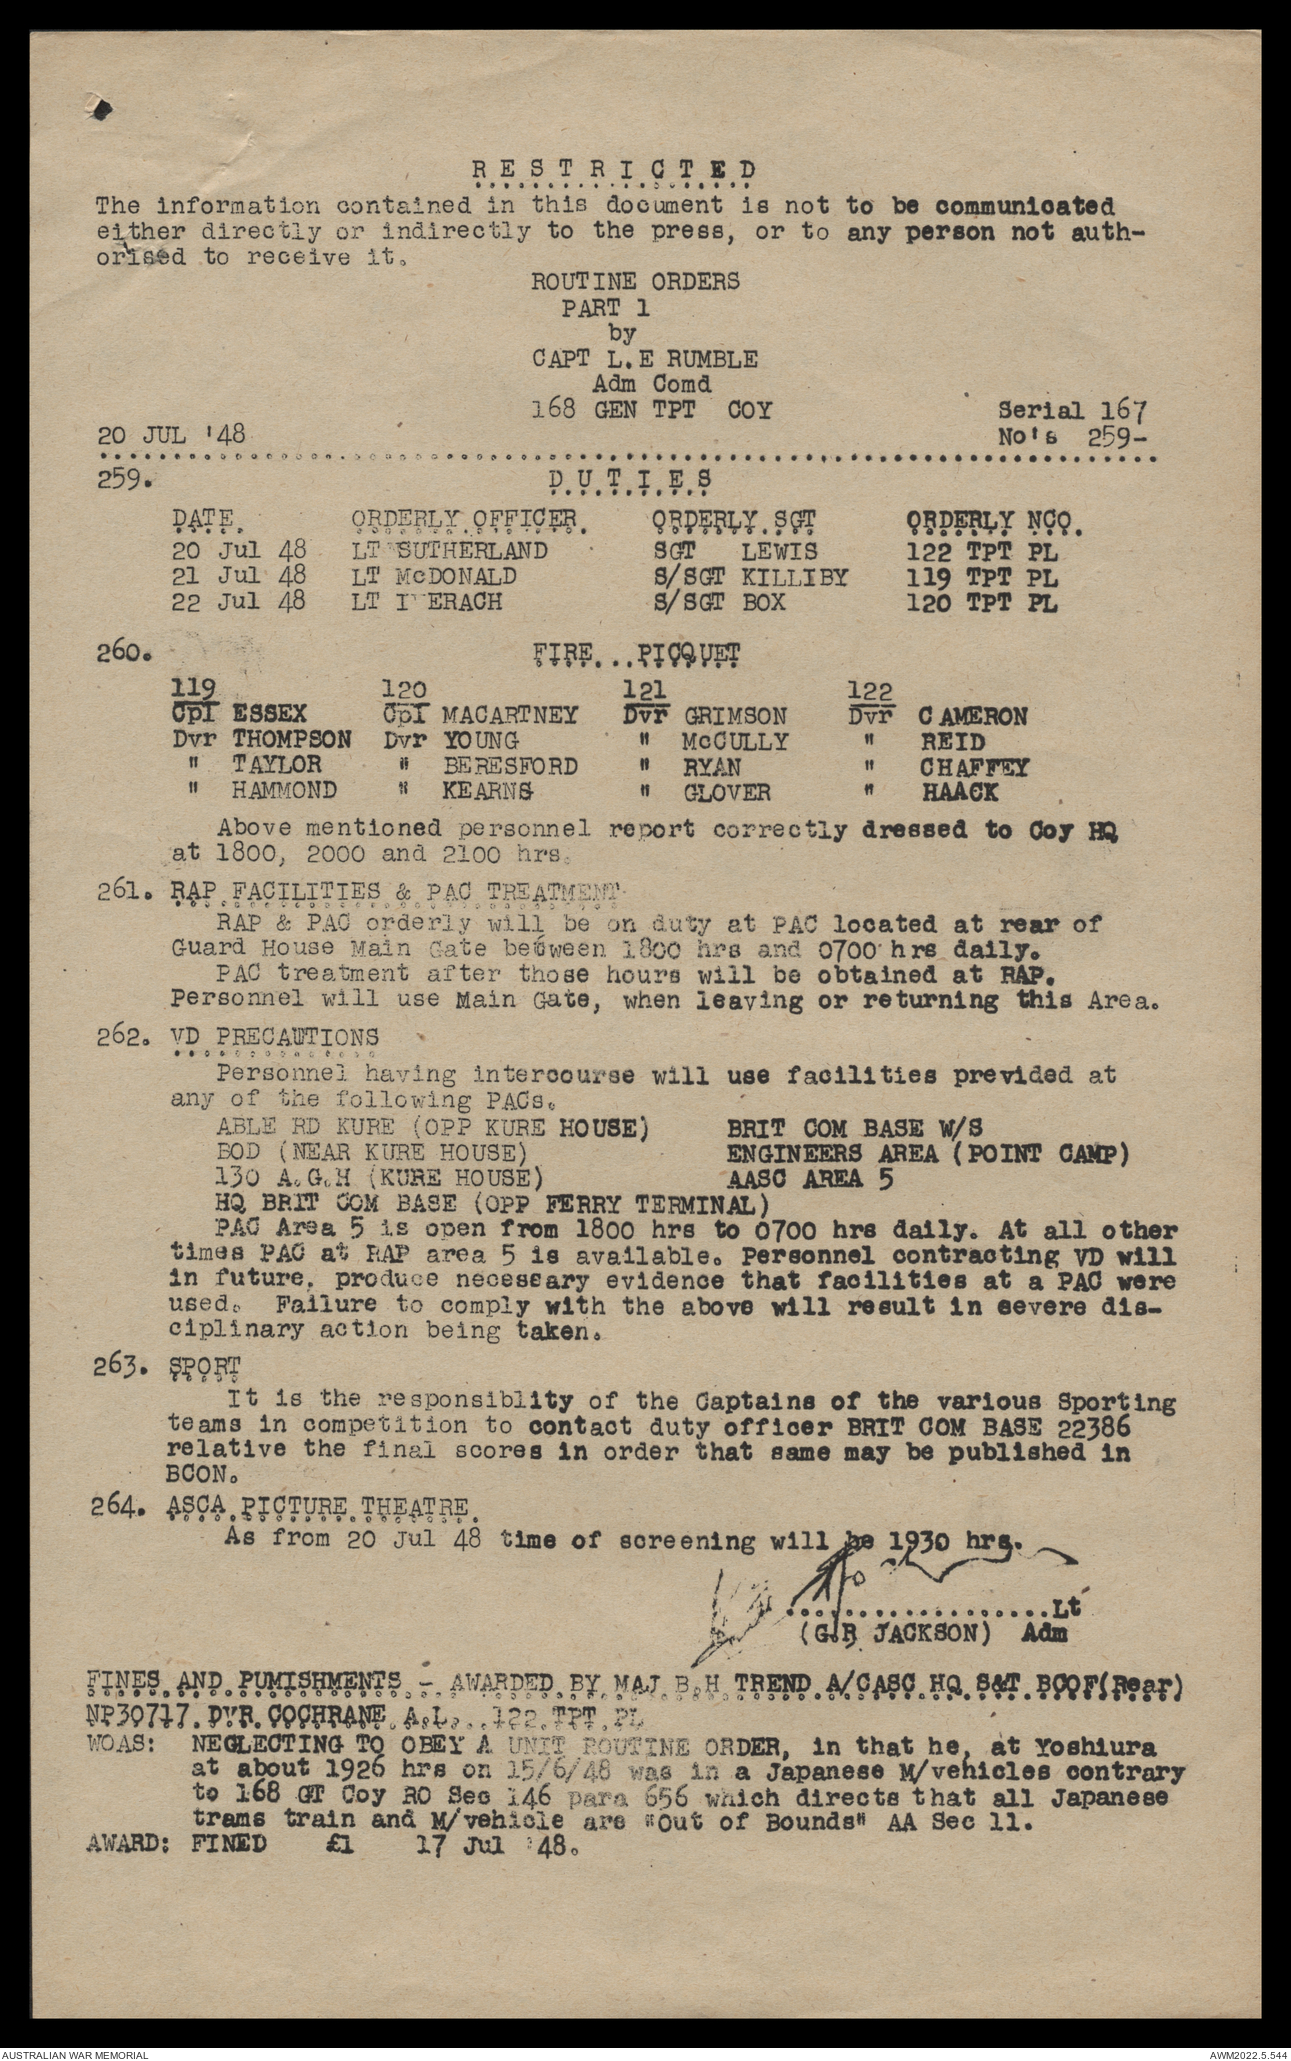 R E S T R I C T E D
The information contained in this document is not to be communicated
either directly or indirectly to the press, or to any person not auth-
orised to receive it.
ROUTINE ORDERS
PART 1
by
CAPT L.E RUMBLE
Adm Comd
168 GEN TPT COY Serial 167
20 JUL '48 No's 259-
259. D U T I E S
DATE. ORDERLY OFFICER. ORDERLY SGT ORDERLY NCO.
20 Jul 48 LT SUTHERLAND SGT LEWIS 122 TPT PL
21 Jul 48 LT McDONALD S/SGT KILLIBY 119 TPT PL
22 Jul 48 LT S/SGT BOX 120 TPT PL
260. FIRE...PICQUET
119 120 121 122
Cpl ESSEX Cpl MACARTNEY Dvr GRIMSON Dvr CAMERON
Dvr THOMPSON Dvr YOUNG " McCULLY " REID
" TAYLOR " BERESFORD " RYAN " CHAFFEY
" HAMMOND " KEARNS " GLOVER " HAACK
Above mentioned personnel report correctly dressed to Coy HQ
at 1800, 2000 and 2100 hrs.
261. RAP FACILITIES & PAC TREATMENT
RAP & PAC orderly will be on duty at PAC located at rear of
Guard House Main Gate between 1800 hrs and 0700 hrs daily.
PAC treatment after those hours will be obtained at RAP.
Personnel will use Main Gate, when leaving or returning this Area.
262. VD PRECAUTIONS
Personnel having intercourse will use facilities previded at
any of the following PACs.
ABLE RD KURE (OPP KURE HOUSE) BRIT COM BASE W/S
BOD (NEAR KURE HOUSE) ENGINEERS AREA (POINT CAMP)
130 A.G.H (KURE HOUSE) AASC AREA 5
HQ BRIT COM BASE (OPP FERRY TERMINAL)
PAC Area 5 is open from 1800 hrs to 0700 hrs daily. At all other
times PAC at RAP area 5 is available. Personnel contracting VD will
in future, produce necessary evidence that facilities at a PAC were
used. Failure to comply with the above will result in severe dis-
ciplinary action being taken.
263. SPORT
It is the responsiblity of the Captains of the various Sporting
teams in competition to contact duty officer BRIT COM BASE 22386
relative the final scores in order that same may be published in
BCON.
264. ASCA PICTURE THEATRE.
As from 20 Jul 48 time of screening will be 1930 hrs.
..................Lt
(G.R JACKSON) Adm
FINES AND PUMISHMENTS - AWARDED BY MAJ B.H TREND A/CASC HQ S&T BCOF(Rear)
NP30717 DVR COCHRANE A.L. 122 TPT PL
WOAS: NEGLECTING TO OBEY A UNIT ROUTINE ORDER, in that he, at Yoshiura
at about 1926 hrs on 15/6/48 was in a Japanese M/vehicles contrary
to 168 GT Coy RO Sec 146 para 656 which directs that all Japanese
trams train and M/vehicle are "Out of Bounds" AA Sec 11.
AWARD: FINED £1 17 Jul '48.
AUSTRALIAN WAR MEMORIAL AWM2022.5.544